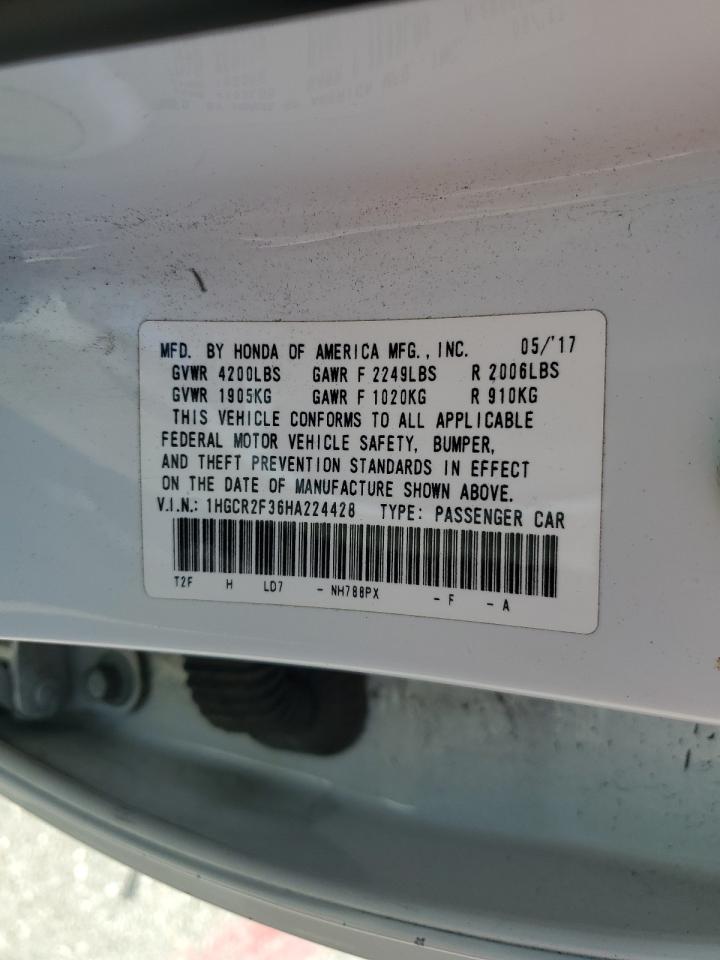 MFD. BY HONDA OF AMERICA MFG., INC. 05/'17
GVWR 4200LBS GAWR F 2249LBS R 2006LBS
GVWR 1905KG GAWR F 1020KG R 910KG
THIS VEHICLE CONFORMS TO ALL APPLICABLE
FEDERAL MOTOR VEHICLE SAFETY, BUMPER,
AND THEFT PREVENTION STANDARDS IN EFFECT
ON THE DATE OF MANUFACTURE SHOWN ABOVE.
V.I.N.: 1HGCR2F36HA224428 TYPE: PASSENGER CAR
T2F H LD7 - NH788PX - F - A